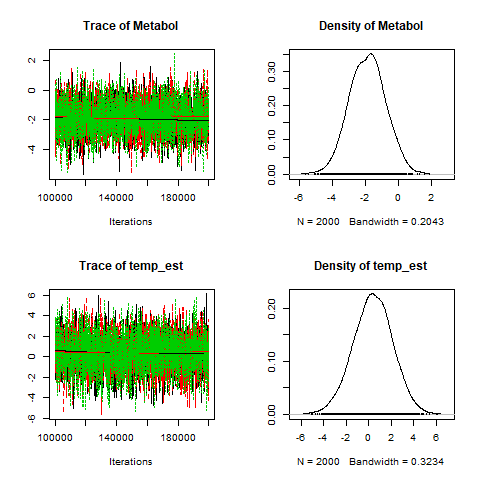 Trace of Metabol
2
0
-2
-4
100000 140000 180000
Iterations
Density of Metabol
0.30
0.20
0.10
0.00
-6 -4 -2 0 2
N = 2000 Bandwidth = 0.2043
Trace of temp_est
6
4
2
0
-2
-4
-6
100000 140000 180000
Iterations
Density of temp_est
0.20
0.10
0.00
-6 -4 -2 0 2 4 6
N = 2000 Bandwidth = 0.3234